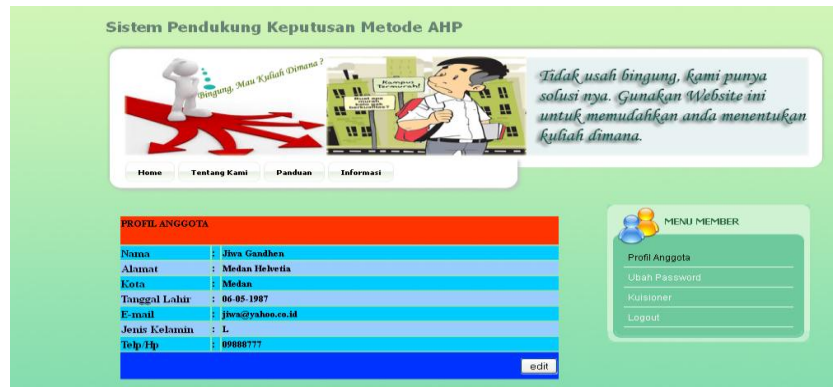 Sistem Pendukung Keputusan Metode AHP
Bingung, Mau Kuliah Dimana ?
Kampus
Termurah!
Tidak usah bingung, kami punya
solusi nya. Gunakan Website ini
untuk memudahkan anda menentukan
kuliah dimana.
Home Tentang Kami Panduan Informasi
PROFIL ANGGOTA
Nama : Jiwa Gandhen
Alamat : Medan Helvetia
Kota : Medan
Tanggal Lahir : 06-05-1987
E-mail : jiwa@yahoo.co.id
Jenis Kelamin : L
Telp/Hp : 09888777
edit
MENU MEMBER
Profil Anggota
Ubah Password
Kuisioner
Logout